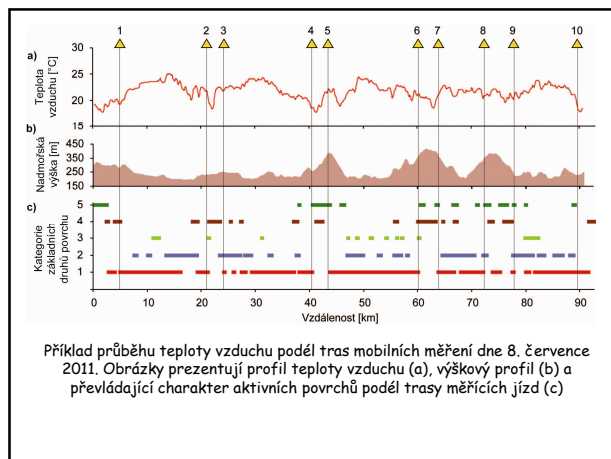 1 2 3 4 5 6 7 8 9 10
a)
Teplota
vzduchu [°C]
30
25
20
15
b)
Nadmořská
výška [m]
450
350
250
150
c)
Kategorie
základních
druhů povrchu
5
4
3
2
1
0 10 20 30 40 50 60 70 80 90
Vzdálenost [km]
Příklad průběhu teploty vzduchu podél tras mobilních měření dne 8. července
2011. Obrázky prezentují profil teploty vzduchu (a), výškový profil (b) a
převládající charakter aktivních povrchů podél trasy měřících jízd (c)